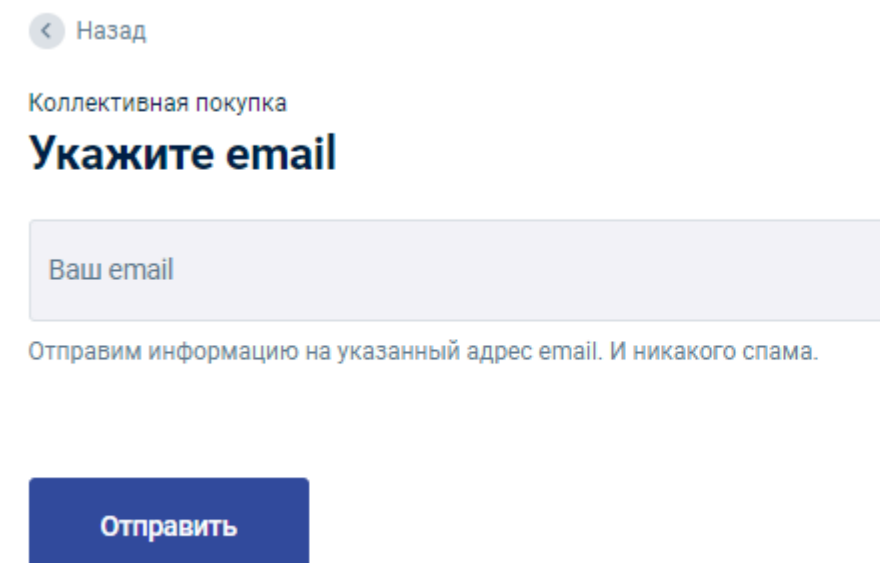 Назад
Коллективная покупка
Укажите email
Ваш email
Отправим информацию на указанный адрес email. И никакого спама.
Отправить